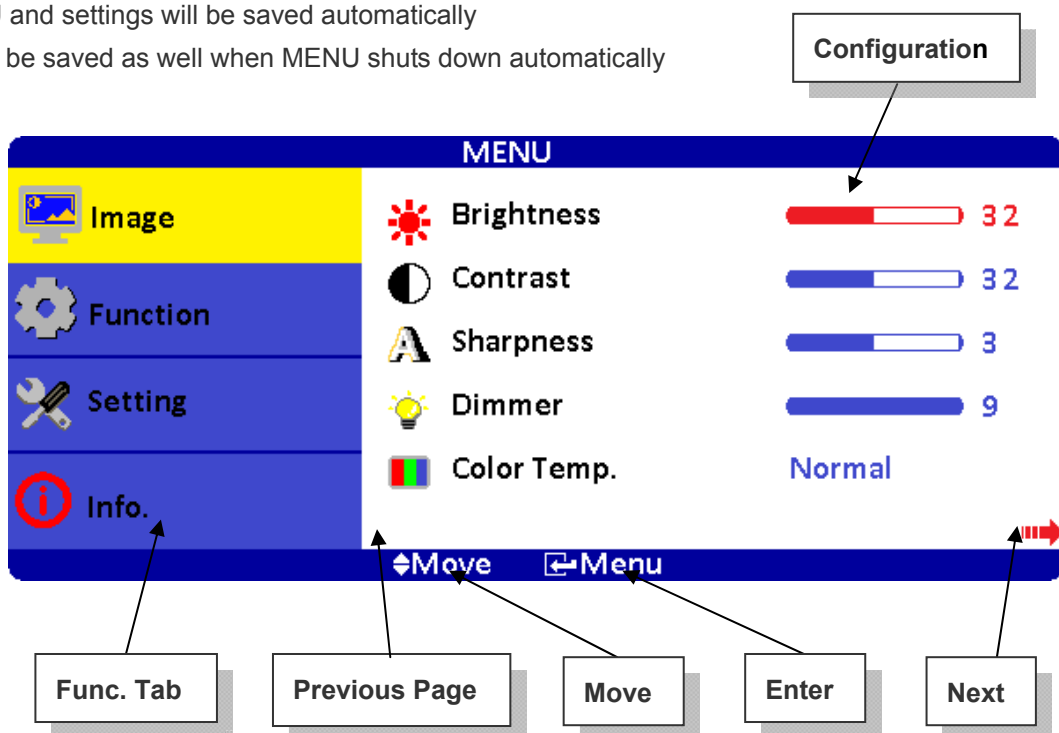 and settings will be saved automatically
be saved as well when MENU shuts down automatically
Configuration
MENU
Image
Function
Setting
Info.
Brightness 32
Contrast 32
Sharpness 3
Dimmer 9
Color Temp. Normal
Move Menu
Func. Tab
Previous Page
Move
Enter
Next